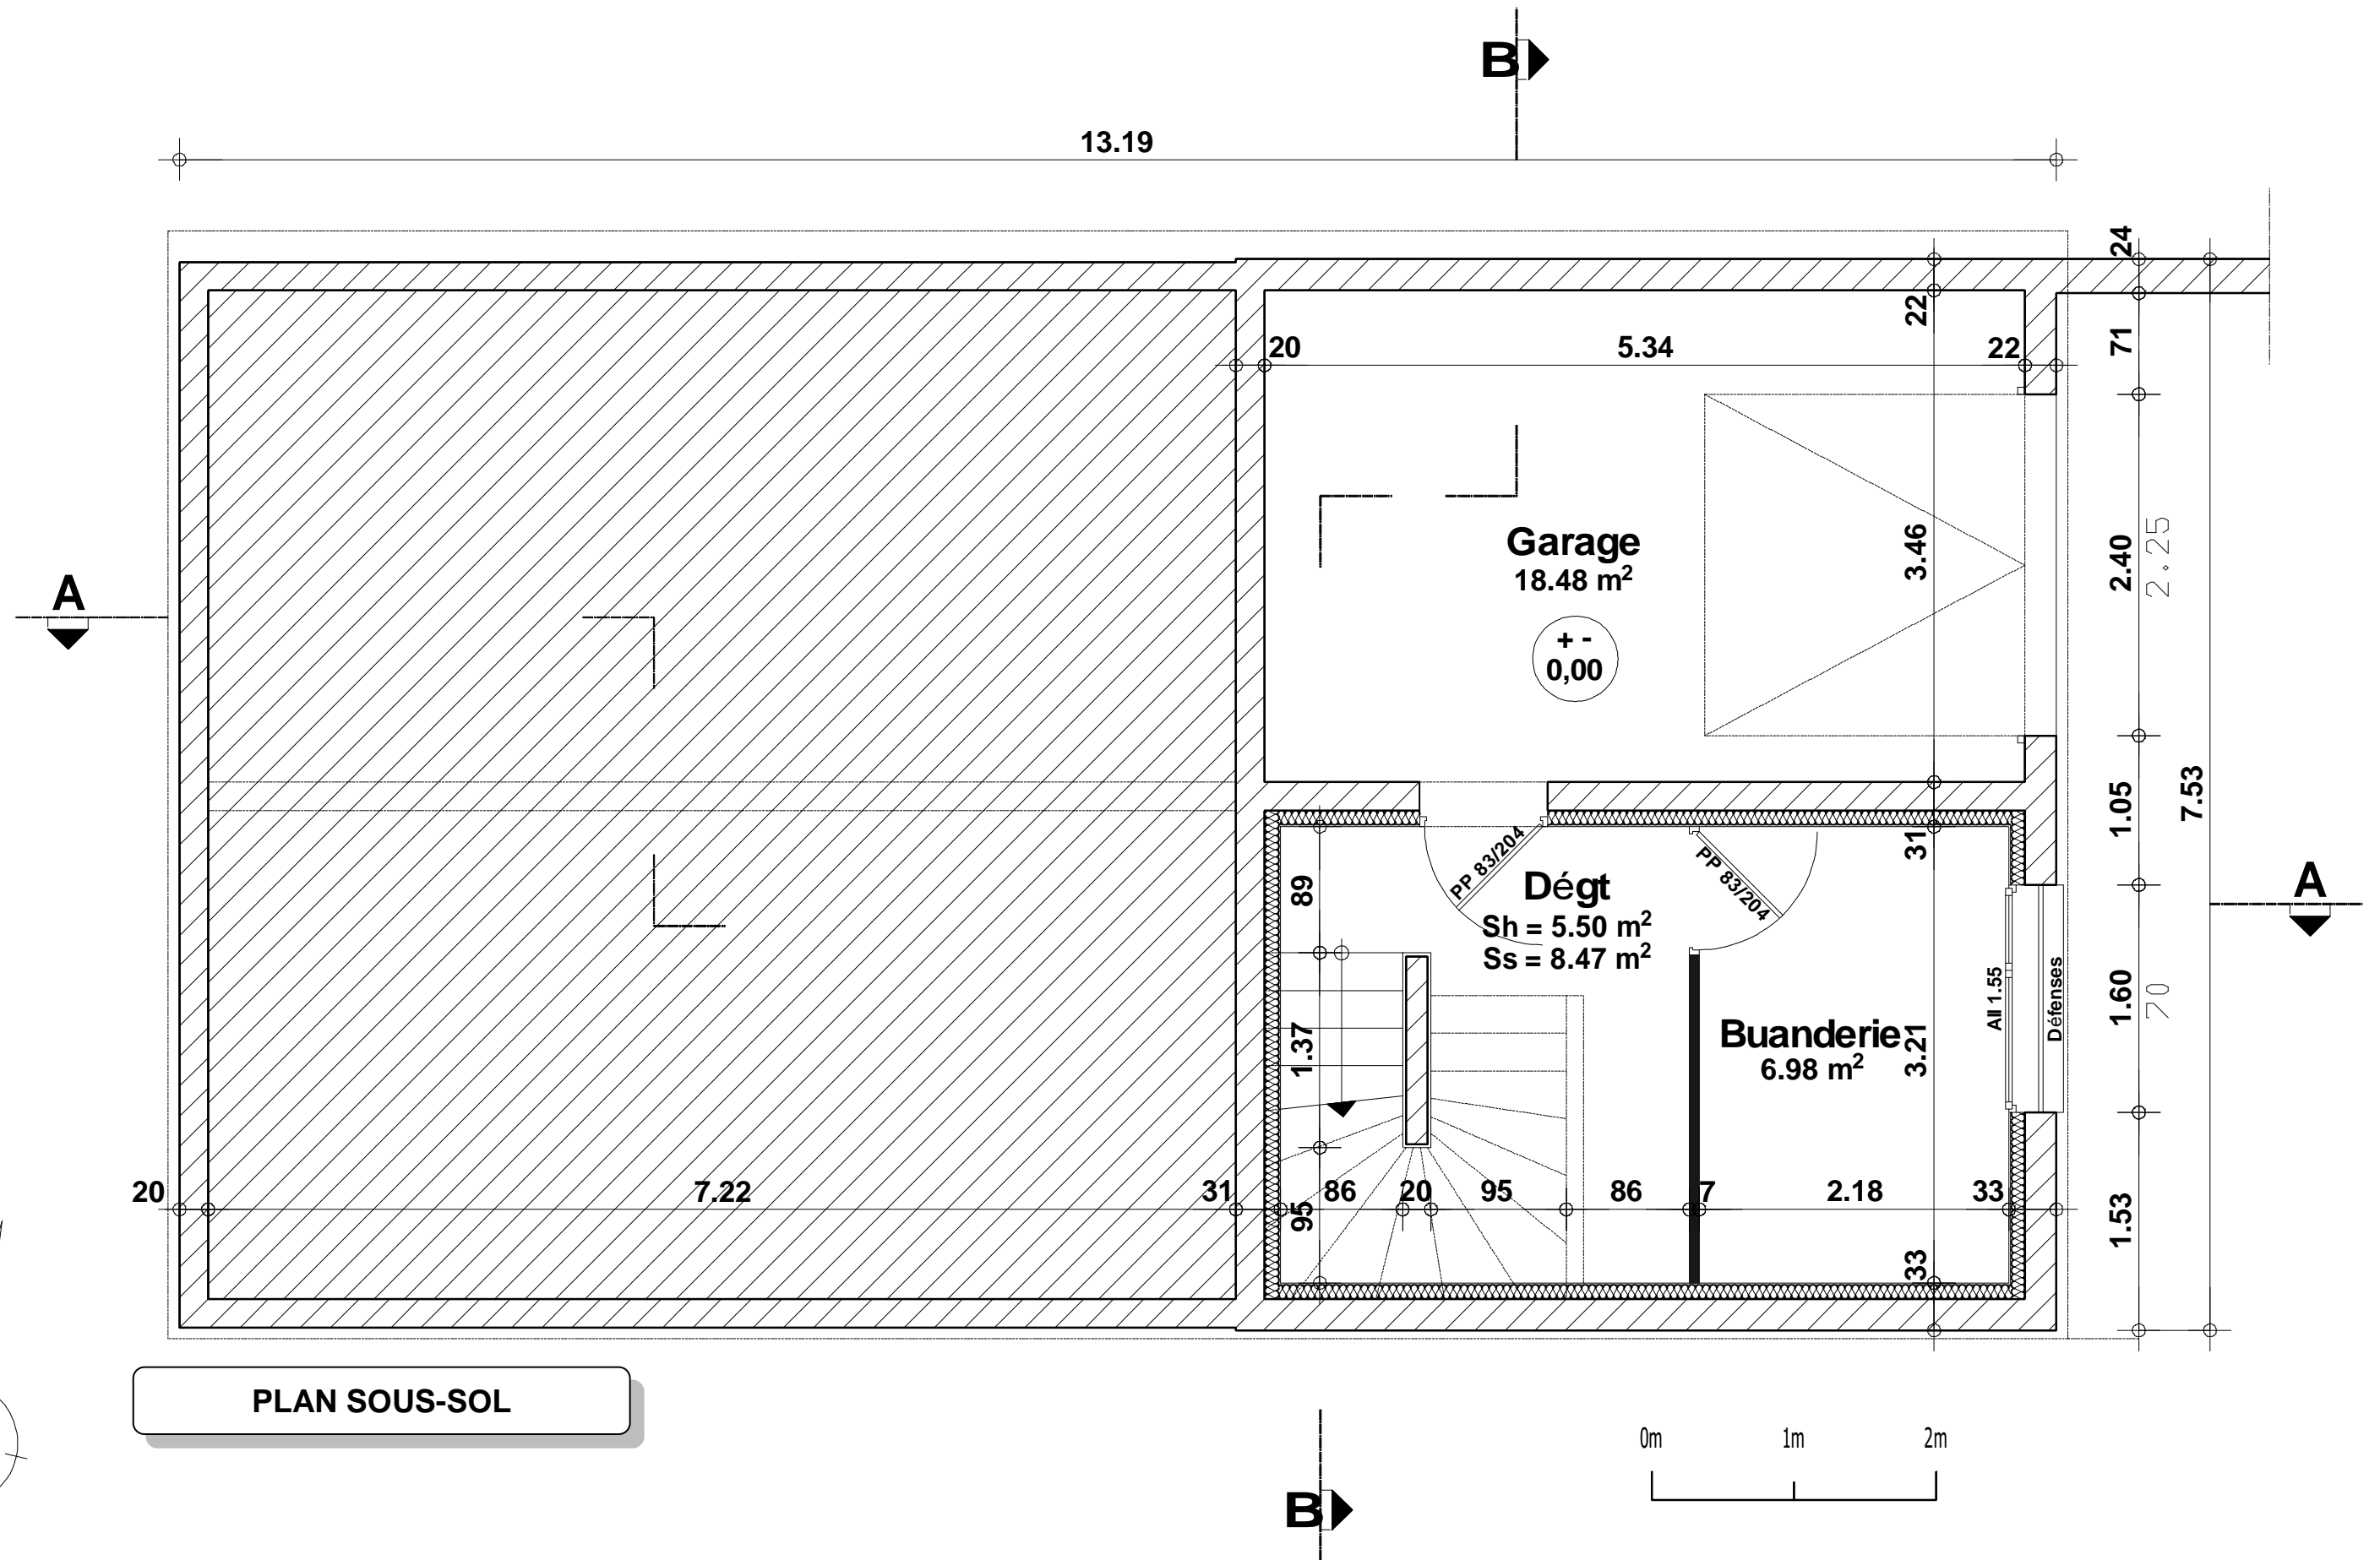 B
13.19
24
22
71
20
5.34
22
Garage
18.48 m²
3.46
2.40
2.25
A
+ -
0,00
1.05
7.53
31
PP 83/204
PP 83/204
89
Dégt
Sh = 5.50 m²
Ss = 8.47 m²
A
All 1.55
Défenses
1.60
70
1.37
Buanderie
6.98 m²
3.21
20
7.22
31
86
20
95
86
7
2.18
33
95
1.53
33
PLAN SOUS-SOL
0m
1m
2m
B